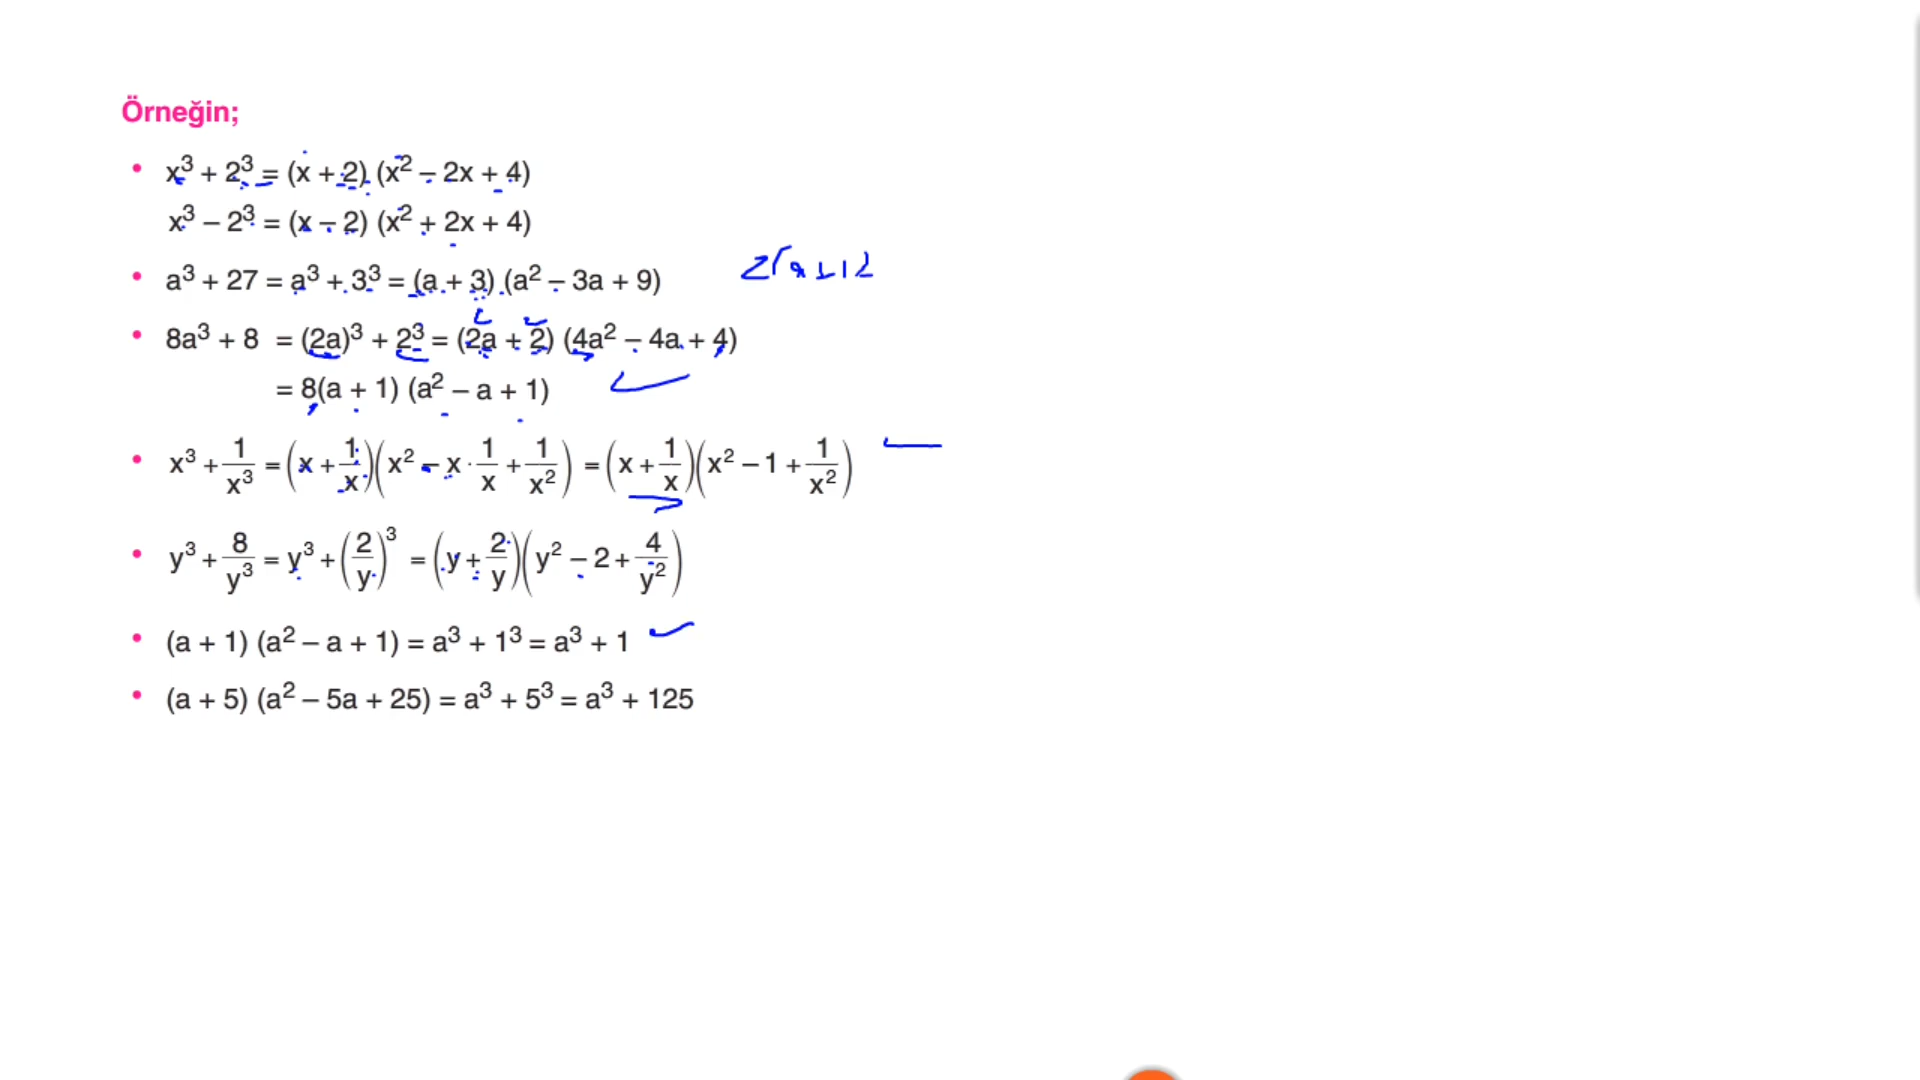 Örneğin;
• x³ + 2³ = (x + 2) (x² – 2x + 4)
x³ – 2³ = (x – 2) (x² + 2x + 4)
• a³ + 27 = a³ + 3³ = (a + 3) (a² – 3a + 9)
• 8a³ + 8 = (2a)³ + 2³ = (2a + 2) (4a² – 4a + 4)
= 8(a + 1) (a² – a + 1)
• x³ + 1/x³ = (x + 1/x)(x² – x · 1/x + 1/x²) = (x + 1/x)(x² – 1 + 1/x²)
• y³ + 8/y³ = y³ + (2/y)³ = (y + 2/y)(y² – 2 + 4/y²)
• (a + 1) (a² – a + 1) = a³ + 1³ = a³ + 1
• (a + 5) (a² – 5a + 25) = a³ + 5³ = a³ + 125